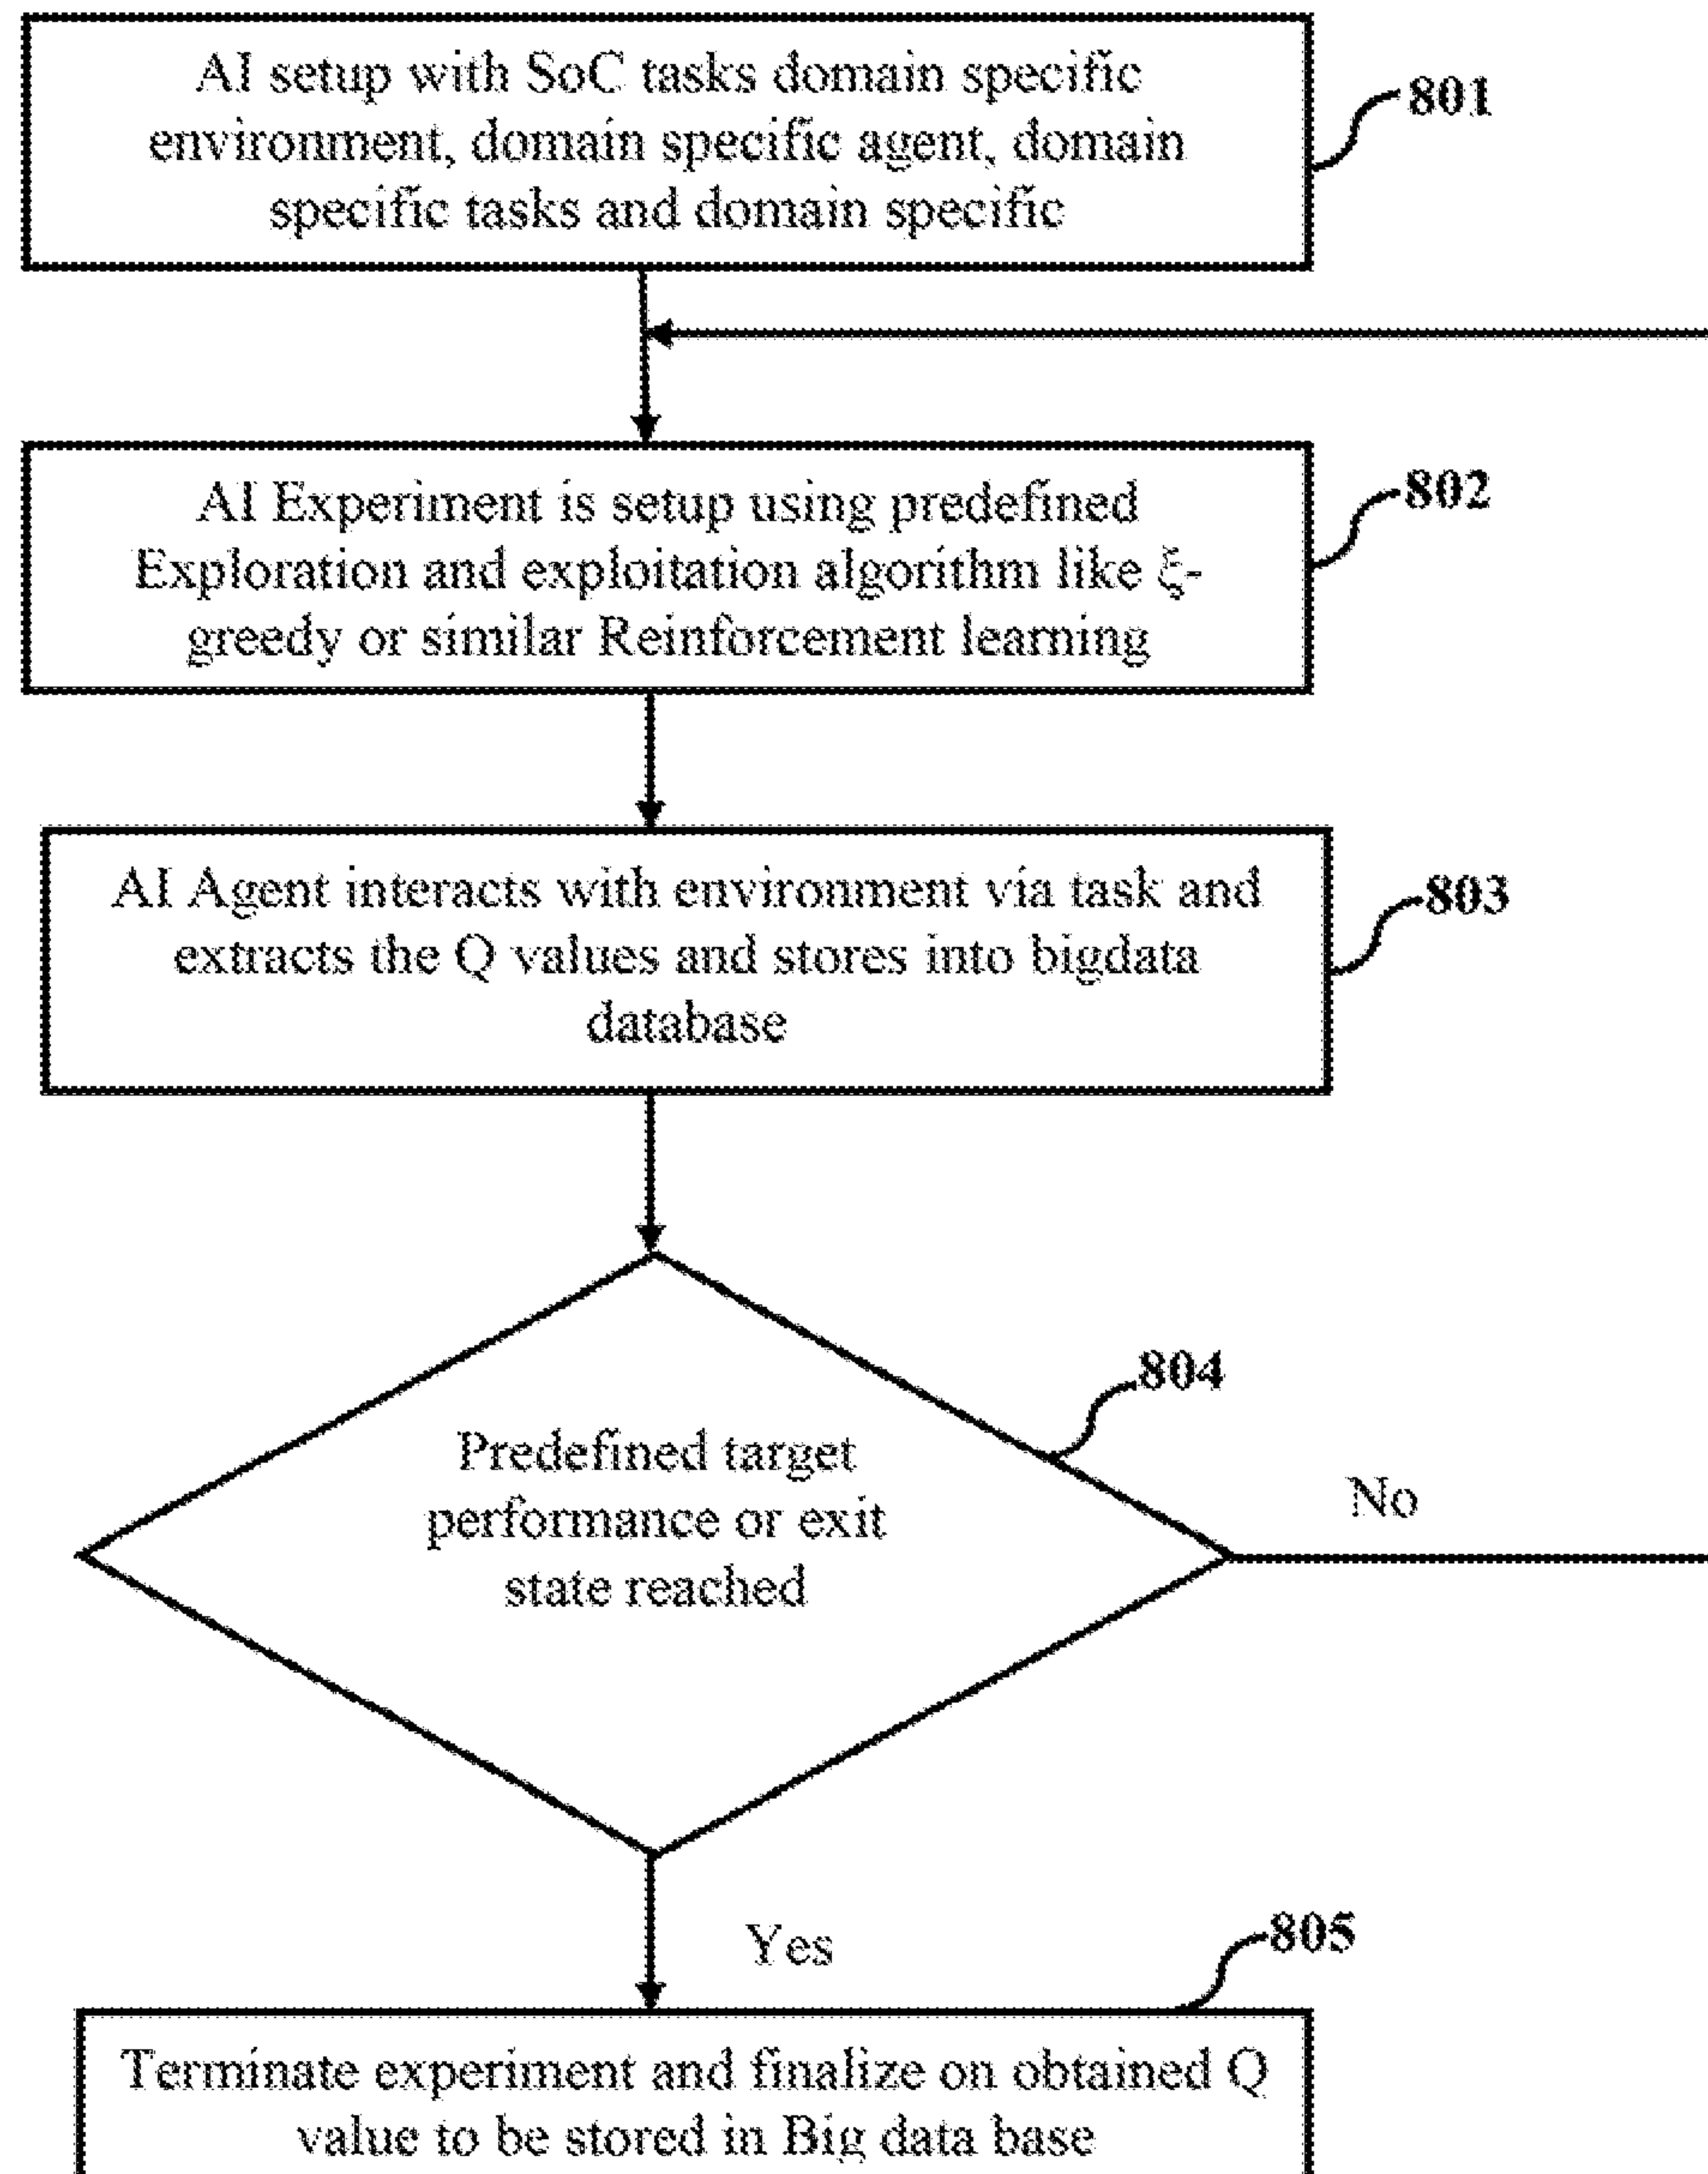 AI setup with SoC tasks domain specific
environment, domain specific agent, domain
specific tasks and domain specific
801
AI Experiment is setup using predefined
Exploration and exploitation algorithm like ξ-
greedy or similar Reinforcement learning
802
AI Agent interacts with environment via task and
extracts the Q values and stores into bigdata
database
803
804
Predefined target
performance or exit
state reached
No
Yes
805
Terminate experiment and finalize on obtained Q
value to be stored in Big data base